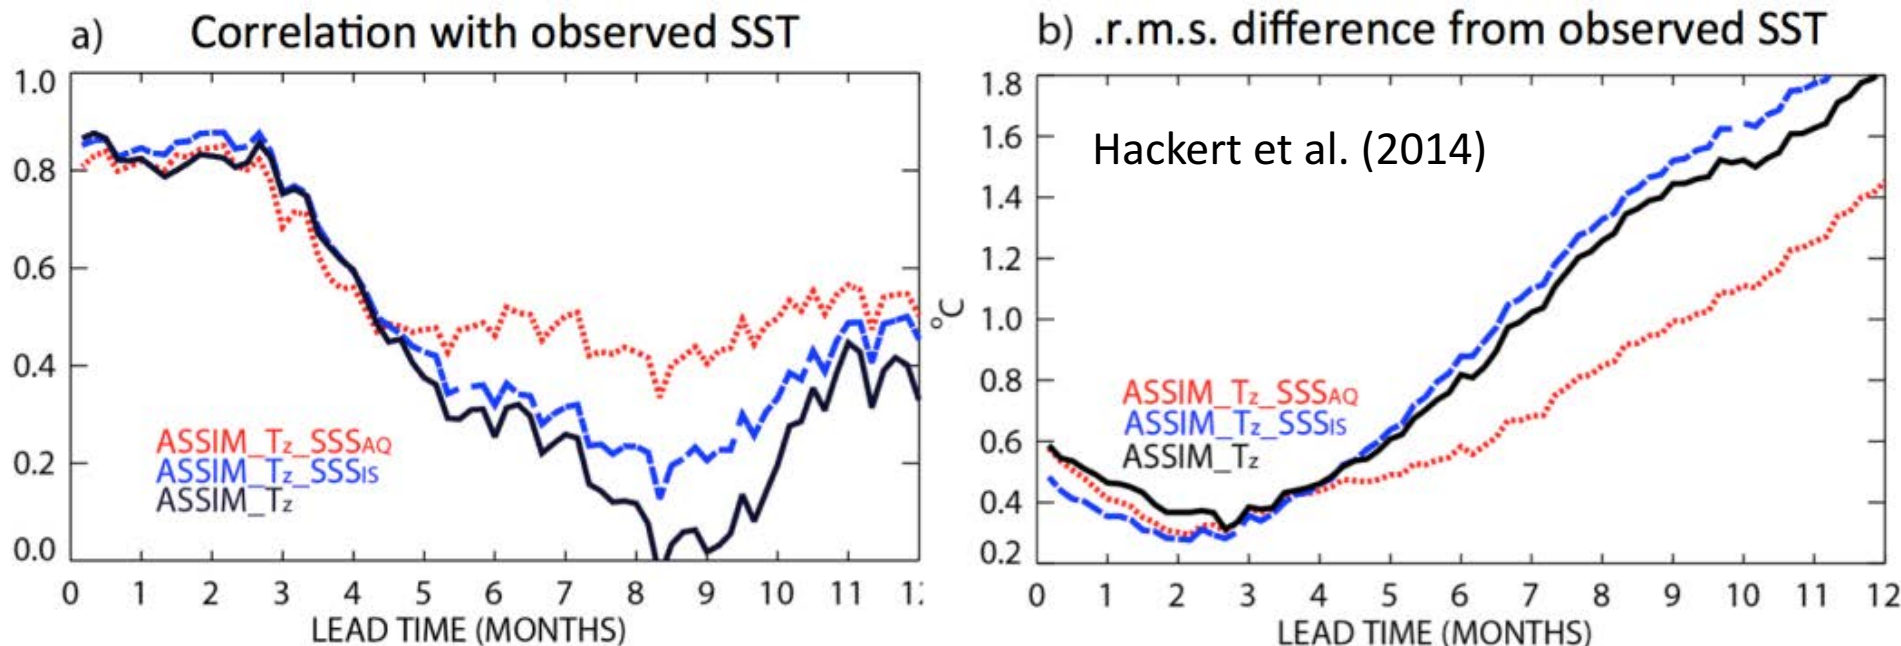 a) Correlation with observed SST
1.0
0.8
0.6
0.4
0.2
0.0
ASSIM_Tz_SSSAQ
ASSIM_Tz_SSSIS
ASSIM_Tz
0 1 2 3 4 5 6 7 8 9 10 11 1
LEAD TIME (MONTHS)
b) .r.m.s. difference from observed SST
°C
1.8
1.6
1.4
1.2
1.0
0.8
0.6
0.4
0.2
Hackert et al. (2014)
ASSIM_Tz_SSSAQ
ASSIM_Tz_SSSIS
ASSIM_Tz
0 1 2 3 4 5 6 7 8 9 10 11 12
LEAD TIME (MONTHS)